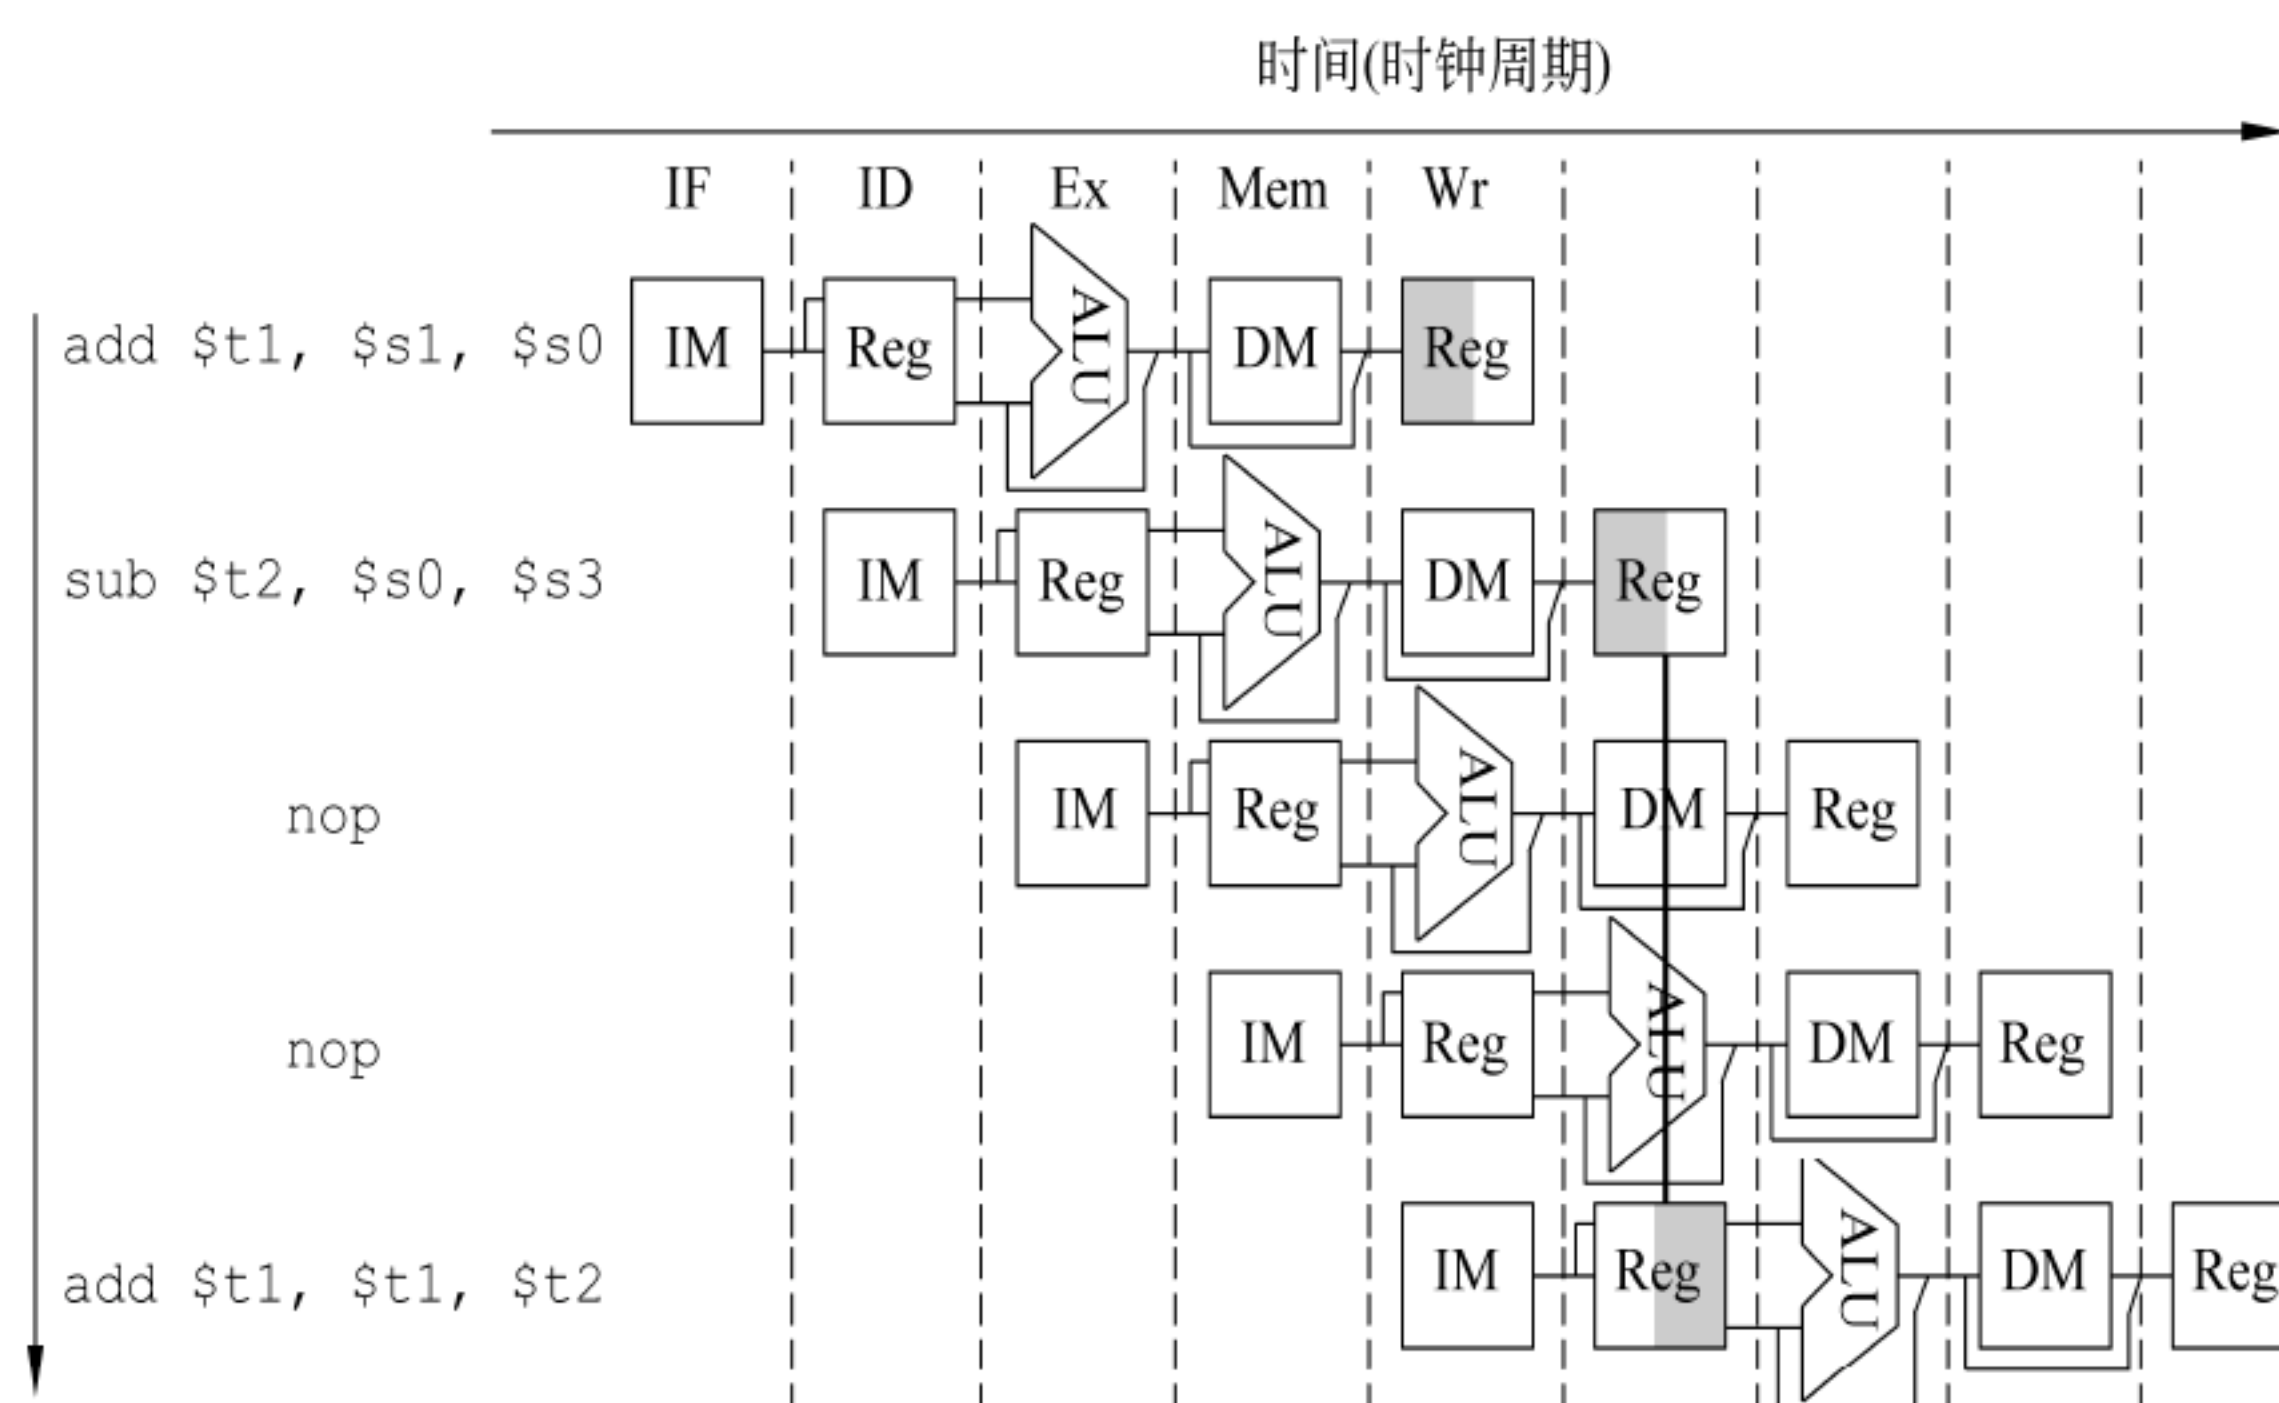 时间(时钟周期)
IF ID Ex Mem Wr
add $t1, $s1, $s0 IM Reg ALU DM Reg
sub $t2, $s0, $s3 IM Reg ALU DM Reg
nop IM Reg ALU DM Reg
nop IM Reg ALU DM Reg
add $t1, $t1, $t2 IM Reg ALU DM Reg